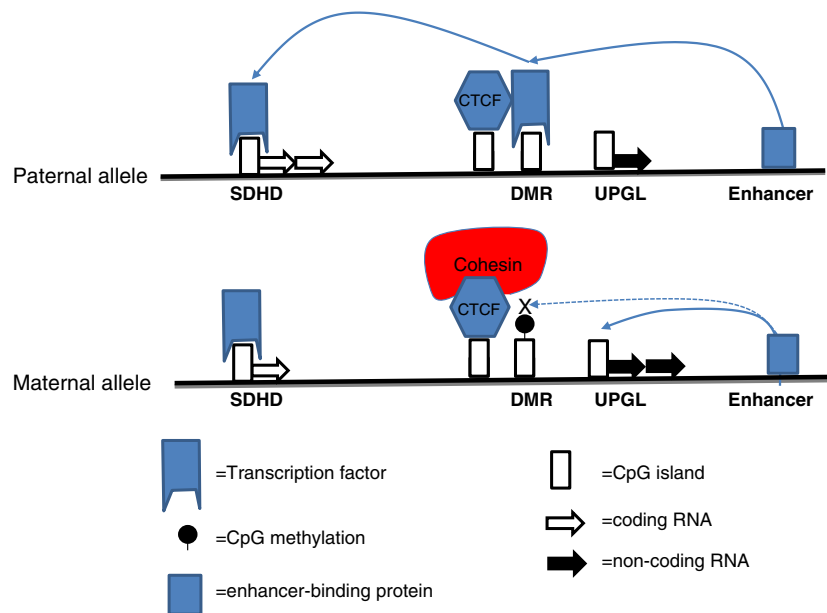 CTCF
Paternal allele
SDHD DMR UPGL Enhancer
Cohesin
CTCF
X
Maternal allele
SDHD DMR UPGL Enhancer
=Transcription factor
=CpG island
=CpG methylation
=coding RNA
=enhancer-binding protein
=non-coding RNA